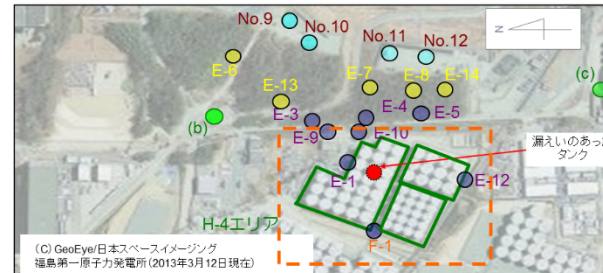 No.9
No.10
No.11
No.12
N
E-6
E-13
E-7
E-8
E-14
(c)
(b)
E-3
E-4
E-5
E-9
E-10
漏えいのあった
タンク
E-1
E-12
H-4エリア
F-1
(C) GeoEye/日本スペースイメージング
福島第一原子力発電所(2013年3月12日現在)